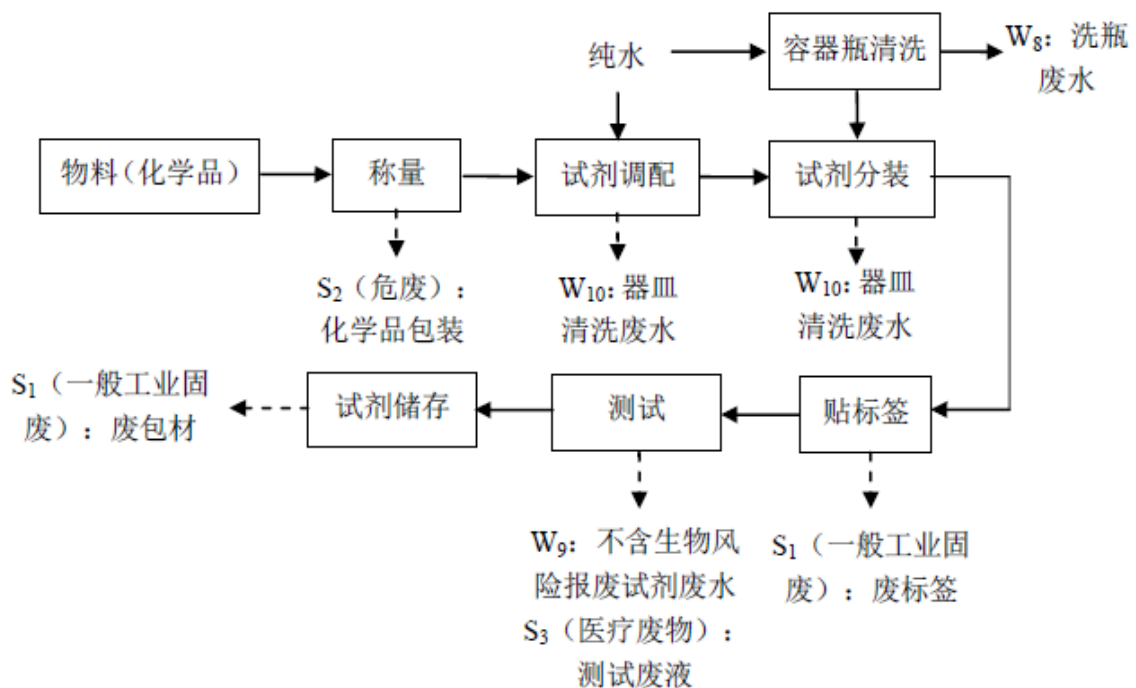 纯水
容器瓶清洗
W₈：洗瓶
废水
物料（化学品）
称量
试剂调配
试剂分装
S₂（危废）：
化学品包装
W₁₀：器皿
清洗废水
W₁₀：器皿
清洗废水
S₁（一般工业固
废）：废包材
试剂储存
测试
贴标签
W₉：不含生物风
险报废试剂废水
S₃（医疗废物）：
测试废液
S₁（一般工业固
废）：废标签